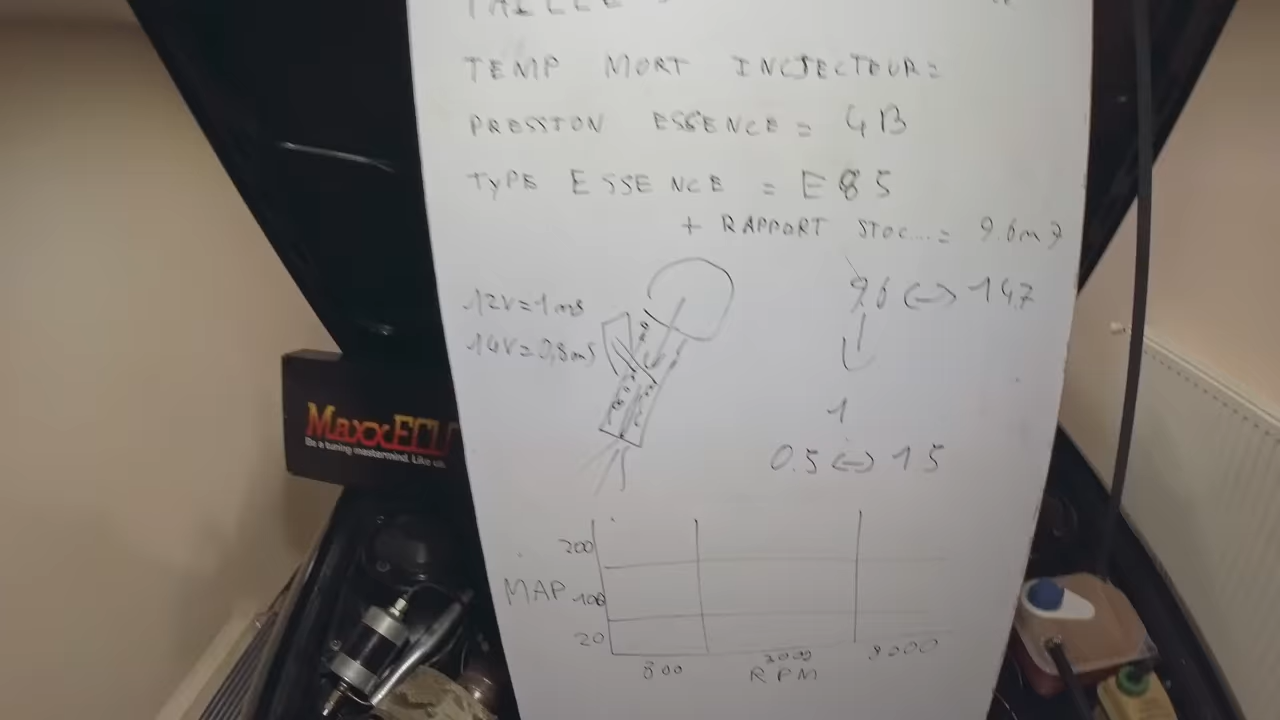 TEMP MORT INJECTEUR=
PRESSION ESSENCE = 4B
TYPE ESSENCE = E85
+ RAPPORT STOC...= 9.6 m
12V=1ms
14V=0,8mS
9.6 <-> 14.7
1
0.5 <-> 1.5
MaxxECU
Be a tuning mastermind. Like us.
200
MAP 100
20
800 3000 8000
RPM